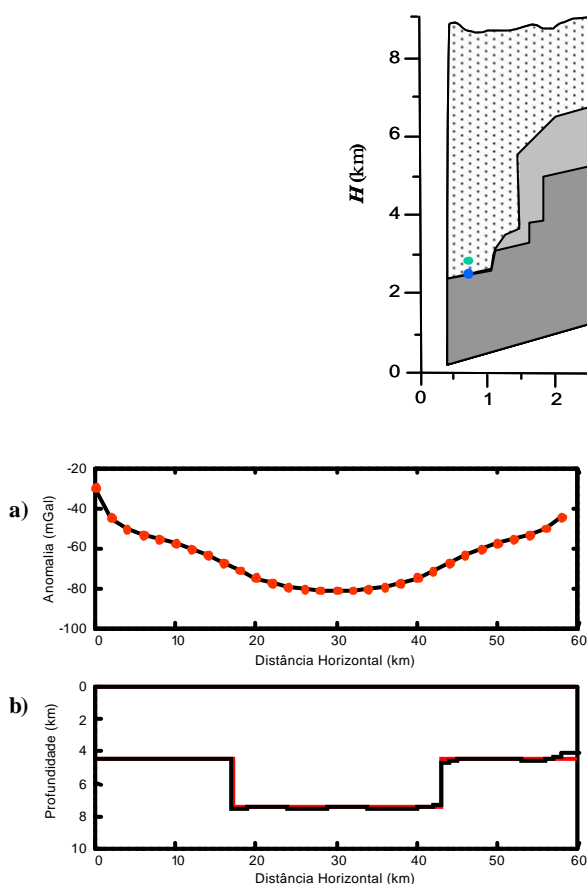 8
6
H (km)
4
2
0
0 1 2
a)
Anomalia (mGal)
-20
-40
-60
-80
-100
0 10 20 30 40 50 60
Distância Horizontal (km)
b)
Profundidade (km)
0
2
4
6
8
10
0 10 20 30 40 50 60
Distância Horizontal (km)